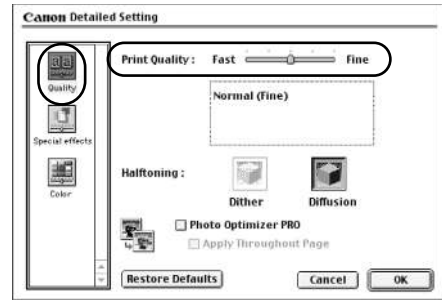 Canon Detailed Setting
Quality
Special effects
Color
Print Quality : Fast Fine
Normal (Fine)
Halftoning :
Dither Diffusion
Photo Optimizer PRO
Apply Throughout Page
Restore Defaults Cancel OK